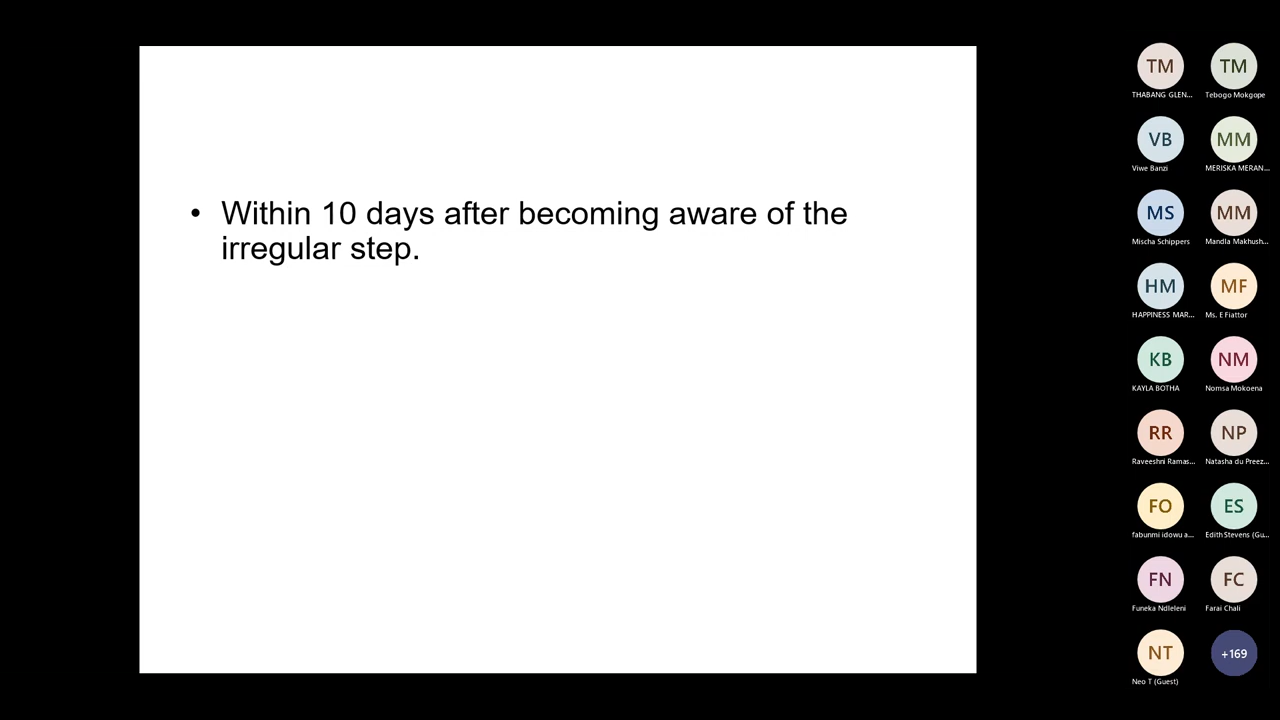 • Within 10 days after becoming aware of the
irregular step.
TM TM
THABANG GLEN... Tebogo Mokgope
VB MM
Viwe Banzi MERISKA MERAN...
MS MM
Mischa Schippers Mandla Makhush...
HM MF
HAPPINESS MAR... Ms. E Fiattor
KB NM
KAYLA BOTHA Nomsa Mokoena
RR NP
Raveeshni Ramas... Natasha du Preez...
FO ES
fabunmi idowu a... Edith Stevens (Gu...
FN FC
Funeka Ndleleni Farai Chali
NT +169
Neo T (Guest)